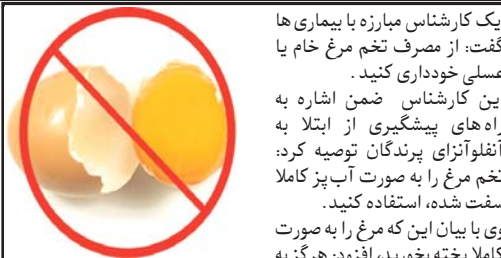 یک کارشناس مبارزه با بیماری ها
گفت: از مصرف تخم مرغ خام یا
عسلی خودداری کنید .
این کارشناس ضمن اشاره به
راه های پیشگیری از ابتلا به
آنفلوآنزای پرندگان توصیه کرد:
تخم مرغ را به صورت آب پز کاملا
سفت شده، استفاده کنید.
وی با بیان این که مرغ را به صورت
کاملا پخته بخورید، افزود: هرگز به